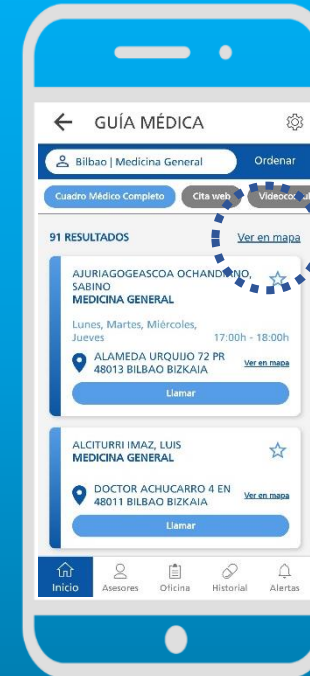 GUÍA MÉDICA
Bilbao | Medicina General
Ordenar
Cuadro Médico Completo
Cita web
91 RESULTADOS
Ver en mapa
SABINO
MEDICINA GENERAL
Lunes, Martes, Miércoles,
Jueves
17:00h - 18:00h
ALAMEDA URQUIJO 72 PR
48013 BILBAO BIZKAIA
Ver en mapa
Llamar
ALCITURRI IMAZ, LUIS
MEDICINA GENERAL
DOCTOR ACHUCARRO 4 EN
48011 BILBAO BIZKAIA
Ver en mapa
Llamar
Inicio
Asesores
Oficina
Historial
Alertas